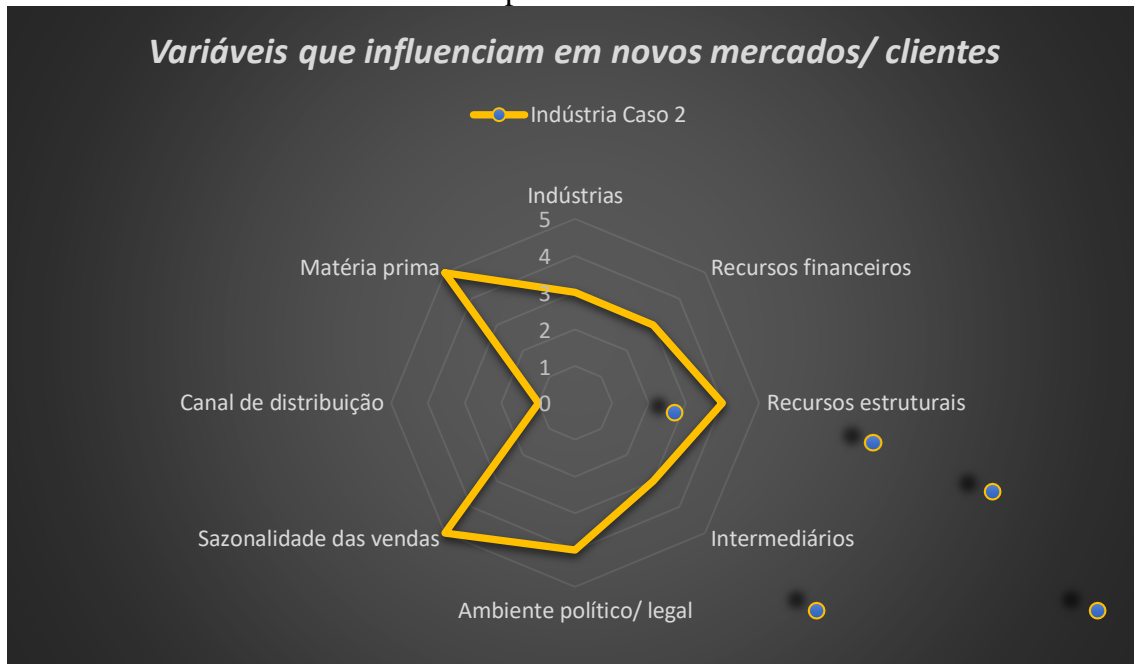 Variáveis que influenciam em novos mercados/ clientes
Indústria Caso 2
Indústrias
Recursos financeiros
Recursos estruturais
Intermediários
Ambiente político/ legal
Sazonalidade das vendas
Canal de distribuição
Matéria prima
5
4
3
2
1
0